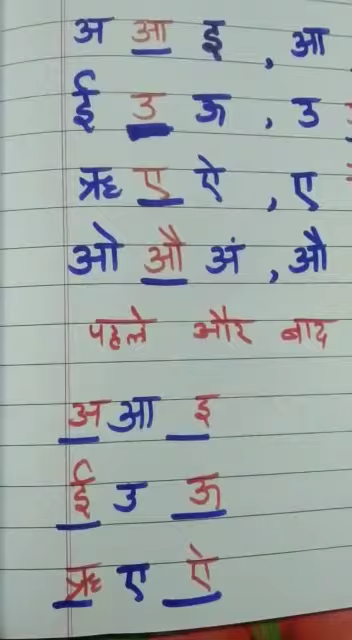 अ आ इ , आ
ई उ ऊ , उ
ऋ ए ऐ , ए
ओ औ अं , औ
पहले और बाद
अ आ इ
ई उ ऊ
ऋ ए ऐ